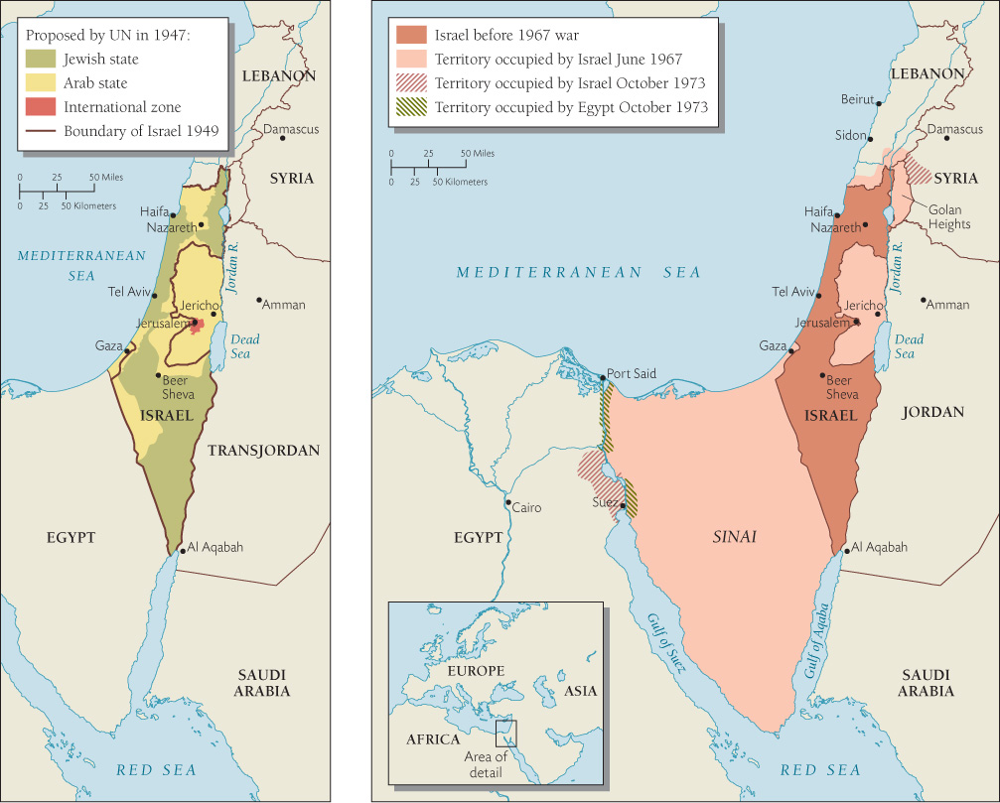 Proposed by UN in 1947:
Jewish state
Arab state
International zone
Boundary of Israel 1949
LEBANON
Damascus
0 25 50 Miles
0 25 50 Kilometers
SYRIA
Haifa
Nazareth
MEDITERRANEAN
SEA
Jordan R.
Tel Aviv
Jericho
Amman
Jerusalem
Gaza
Dead
Sea
Beer
Sheva
ISRAEL
TRANSJORDAN
EGYPT
Al Aqabah
SAUDI
ARABIA
RED SEA
Israel before 1967 war
Territory occupied by Israel June 1967
Territory occupied by Israel October 1973
Territory occupied by Egypt October 1973
LEBANON
Beirut
Sidon
Damascus
0 25 50 Miles
0 25 50 Kilometers
SYRIA
Golan
Heights
Haifa
Nazareth
MEDITERRANEAN SEA
Jordan R.
Tel Aviv
Jericho
Amman
Jerusalem
Gaza
Dead
Sea
Port Said
Beer
Sheva
ISRAEL
JORDAN
Suez
Cairo
EGYPT
SINAI
Al Aqabah
Gulf of Suez
Gulf of Aqaba
EUROPE
ASIA
AFRICA
Area of
detail
SAUDI
ARABIA
RED SEA